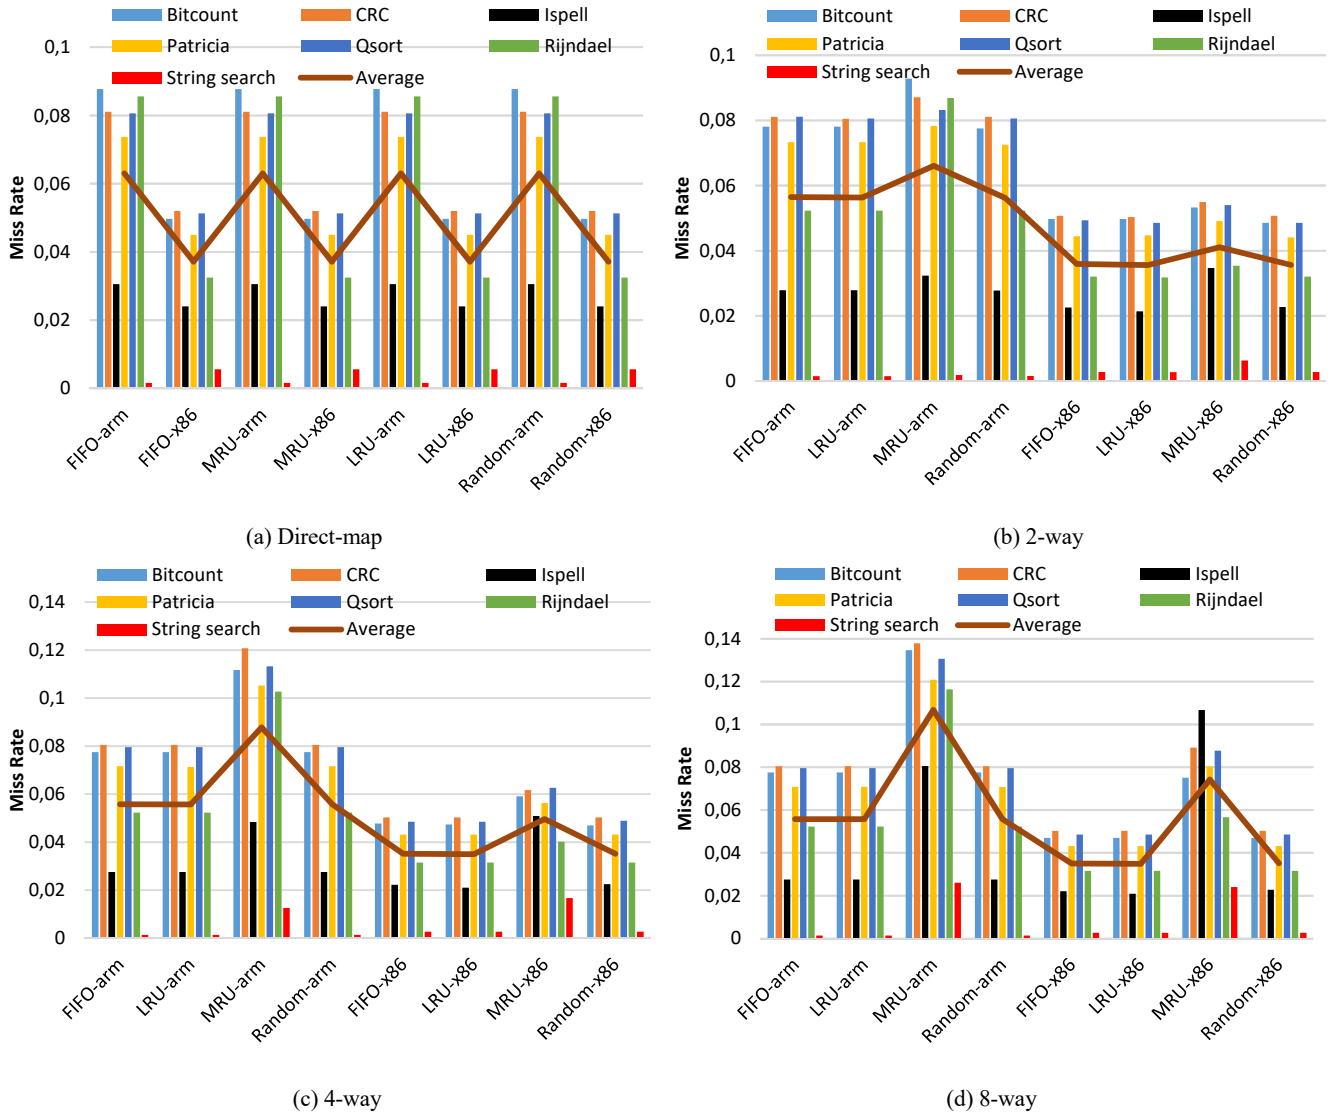 Bitcount CRC Ispell
Patricia Qsort Rijndael
String search Average
Miss Rate
0,1
0,08
0,06
0,04
0,02
0
FIFO-arm
FIFO-x86
MRU-arm
MRU-x86
LRU-arm
LRU-x86
Random-arm
Random-x86
(a) Direct-map
Bitcount CRC Ispell
Patricia Qsort Rijndael
String search Average
Miss Rate
0,1
0,08
0,06
0,04
0,02
0
FIFO-arm
LRU-arm
MRU-arm
Random-arm
FIFO-x86
LRU-x86
MRU-x86
Random-x86
(b) 2-way
Bitcount CRC Ispell
Patricia Qsort Rijndael
String search Average
Miss Rate
0,14
0,12
0,1
0,08
0,06
0,04
0,02
0
FIFO-arm
LRU-arm
MRU-arm
Random-arm
FIFO-x86
LRU-x86
MRU-x86
Random-x86
(c) 4-way
Bitcount CRC Ispell
Patricia Qsort Rijndael
String search Average
Miss Rate
0,14
0,12
0,1
0,08
0,06
0,04
0,02
0
FIFO-arm
LRU-arm
MRU-arm
Random-arm
FIFO-x86
LRU-x86
MRU-x86
Random-x86
(d) 8-way